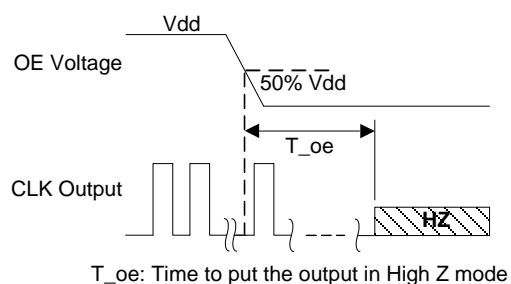 Vdd
OE Voltage
50% Vdd
T_oe
CLK Output
HZ
T_oe: Time to put the output in High Z mode